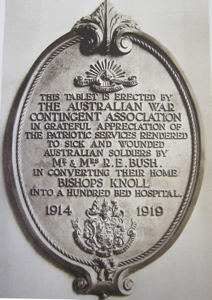 THIS TABLET IS ERECTED BY
THE AUSTRALIAN WAR
CONTINGENT ASSOCIATION
IN GRATEFUL APPRECIATION OF
THE PATRIOTIC SERVICES RENDERED
TO SICK AND WOUNDED
AUSTRALIAN SOLDIERS BY
MR & MRS R.E. BUSH.
IN CONVERTING THEIR HOME
BISHOPS KNOLL
INTO A HUNDRED BED HOSPITAL.
1914 1919